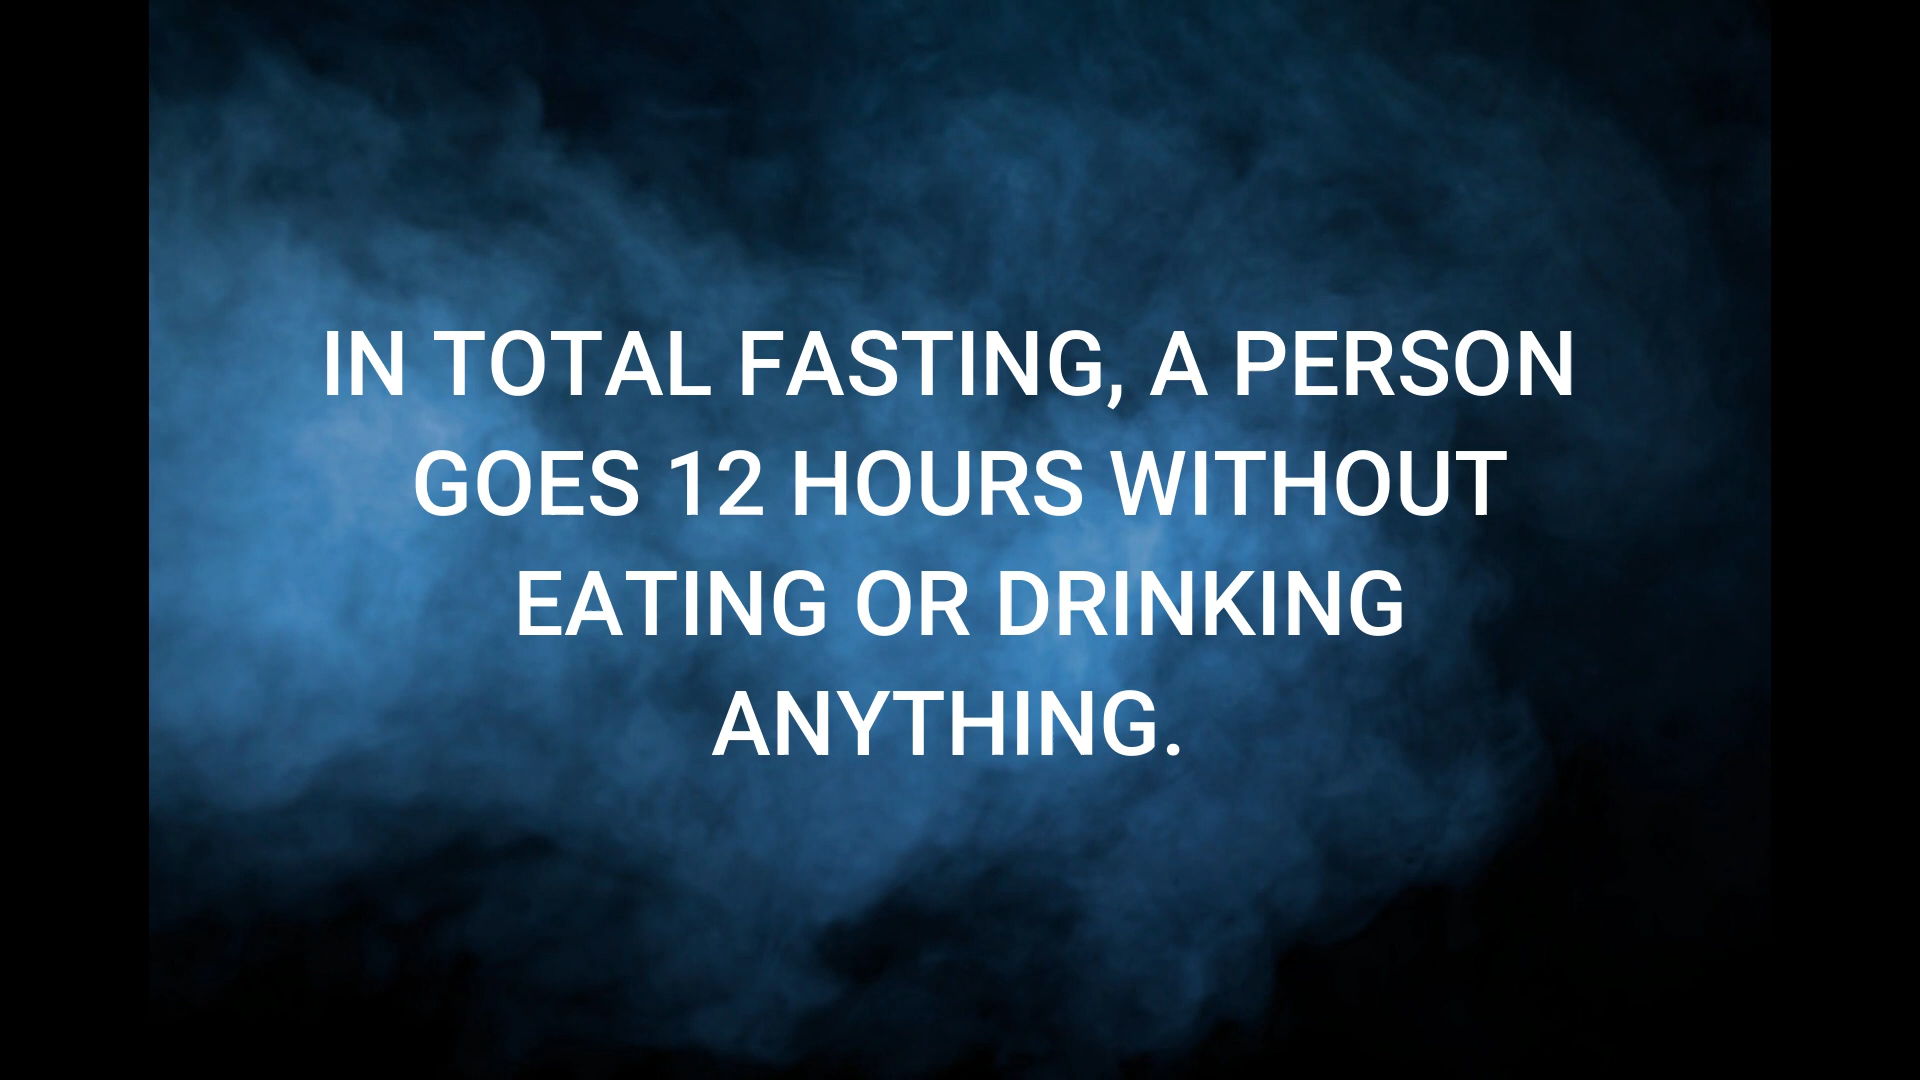 IN TOTAL FASTING, A PERSON
GOES 12 HOURS WITHOUT
EATING OR DRINKING
ANYTHING.